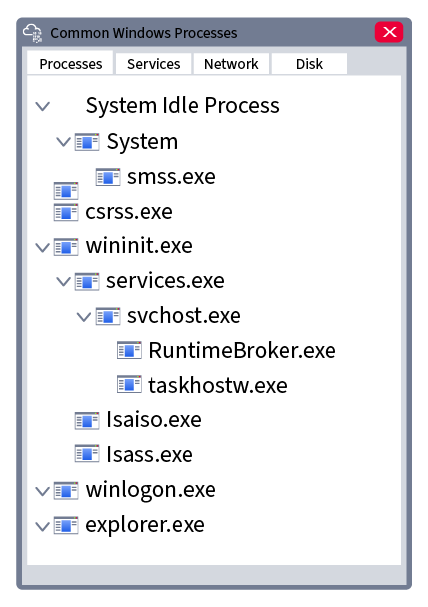 Common Windows Processes
Processes Services Network Disk
System Idle Process
System
smss.exe
csrss.exe
wininit.exe
services.exe
svchost.exe
RuntimeBroker.exe
taskhostw.exe
lsaiso.exe
lsass.exe
winlogon.exe
explorer.exe